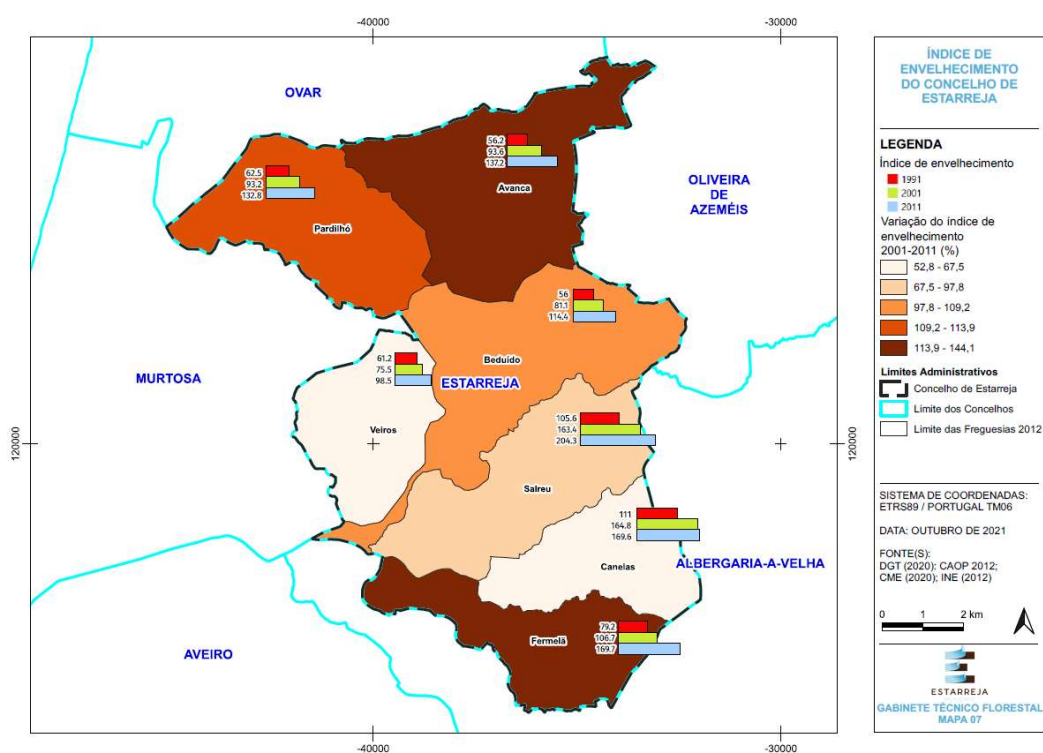 -40000
-30000
OVAR
56.2
93.6
137.2
Avanca
62.5
93.2
132.8
Pardilhó
OLIVEIRA
DE
AZEMÉIS
56
81.1
114.4
Beduído
ESTARREJA
61.2
75.5
98.5
Veiros
MURTOSA
105.6
163.4
204.3
Salreu
120000
120000
111
164.8
169.6
Canelas
ALBERGARIA-A-VELHA
79.2
106.7
169.7
Fermelã
AVEIRO
-40000
-30000
ÍNDICE DE
ENVELHECIMENTO
DO CONCELHO DE
ESTARREJA
LEGENDA
Índice de envelhecimento
1991
2001
2011
Variação do índice de
envelhecimento
2001-2011 (%)
52,8 - 67,5
67,5 - 97,8
97,8 - 109,2
109,2 - 113,9
113,9 - 144,1
Limites Administrativos
Concelho de Estarreja
Limite dos Concelhos
Limite das Freguesias 2012
SISTEMA DE COORDENADAS:
ETRS89 / PORTUGAL TM06
DATA: OUTUBRO DE 2021
FONTE(S):
DGT (2020): CAOP 2012;
CME (2020); INE (2012)
0 1 2 km
ESTARREJA
GABINETE TÉCNICO FLORESTAL
MAPA 07